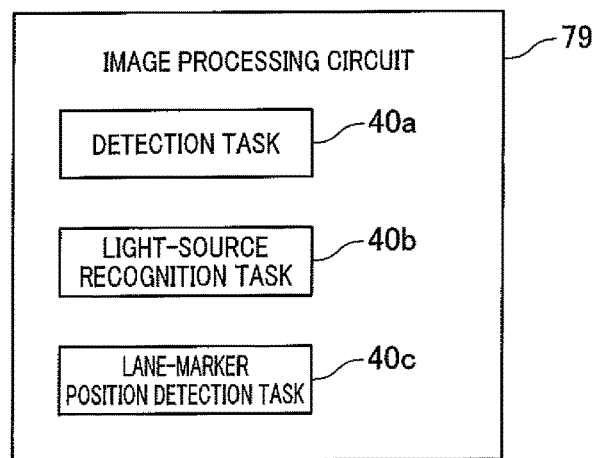 IMAGE PROCESSING CIRCUIT
79
DETECTION TASK
40a
LIGHT-SOURCE
RECOGNITION TASK
40b
LANE-MARKER
POSITION DETECTION TASK
40c